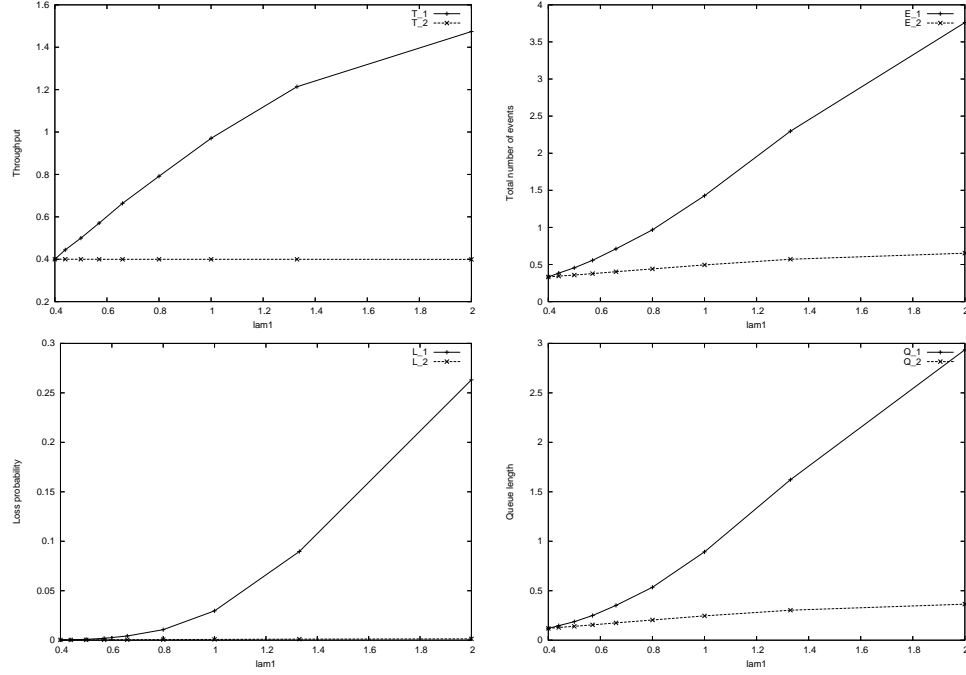 1.6
1.4
1.2
1
0.8
0.6
0.4
0.2
Throughput
T_1
T_2
0.4 0.6 0.8 1 1.2 1.4 1.6 1.8 2
lam1
4
3.5
3
2.5
2
1.5
1
0.5
0
Total number of events
E_1
E_2
0.4 0.6 0.8 1 1.2 1.4 1.6 1.8 2
lam1
0.3
0.25
0.2
0.15
0.1
0.05
0
Loss probability
L_1
L_2
0.4 0.6 0.8 1 1.2 1.4 1.6 1.8 2
lam1
3
2.5
2
1.5
1
0.5
0
Queue length
Q_1
Q_2
0.4 0.6 0.8 1 1.2 1.4 1.6 1.8 2
lam1